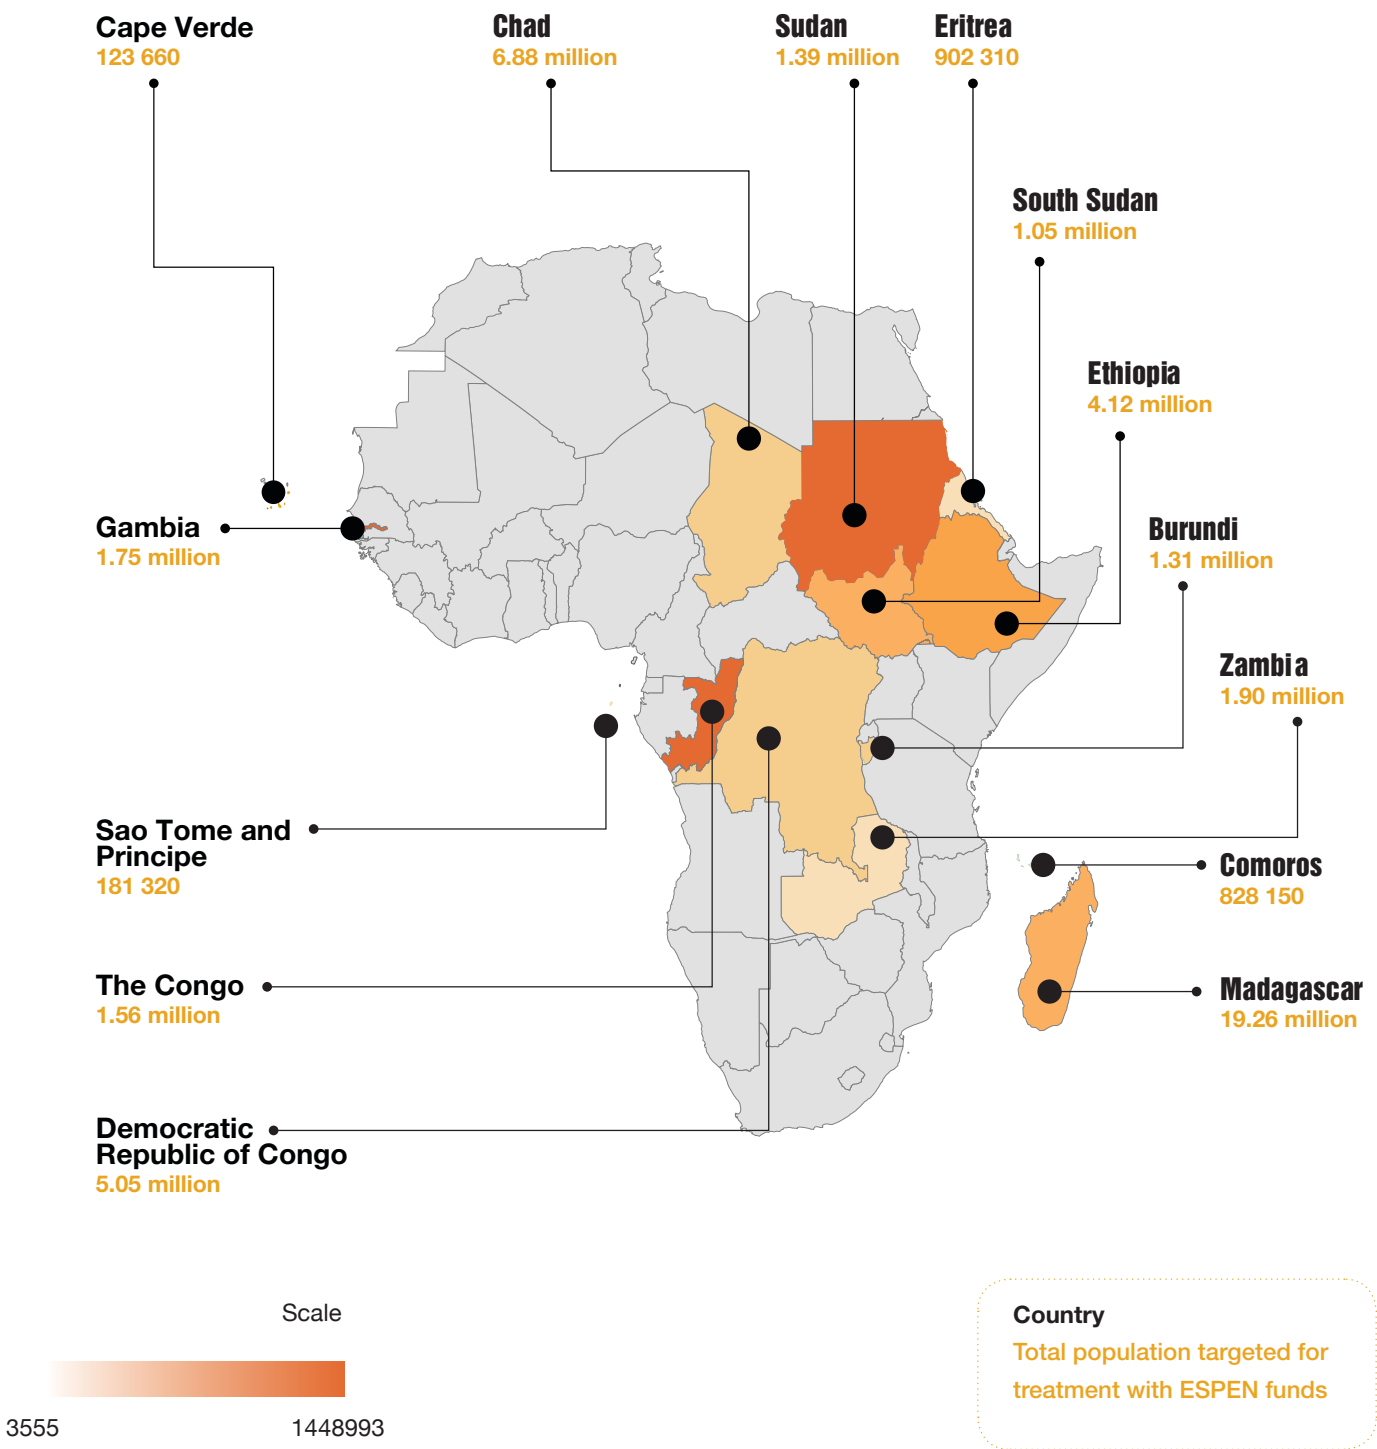 Cape Verde
123 660
Chad
6.88 million
Sudan
1.39 million
Eritrea
902 310
South Sudan
1.05 million
Ethiopia
4.12 million
Gambia
1.75 million
Burundi
1.31 million
Zambia
1.90 million
Sao Tome and
Principe
181 320
Comoros
828 150
The Congo
1.56 million
Madagascar
19.26 million
Democratic
Republic of Congo
5.05 million
Scale
3555
1448993
Country
Total population targeted for
treatment with ESPEN funds